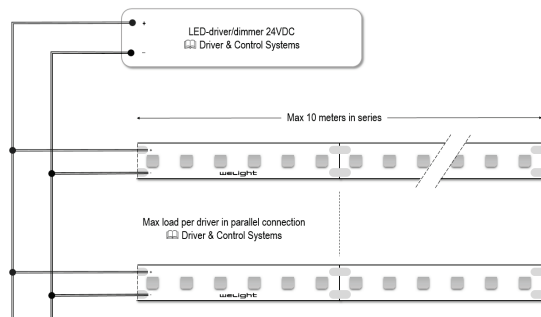 +
LED-driver/dimmer 24VDC
Driver & Control Systems
-
Max 10 meters in series
+
weLight
-
Max load per driver in parallel connection
Driver & Control Systems
+
weLight
-